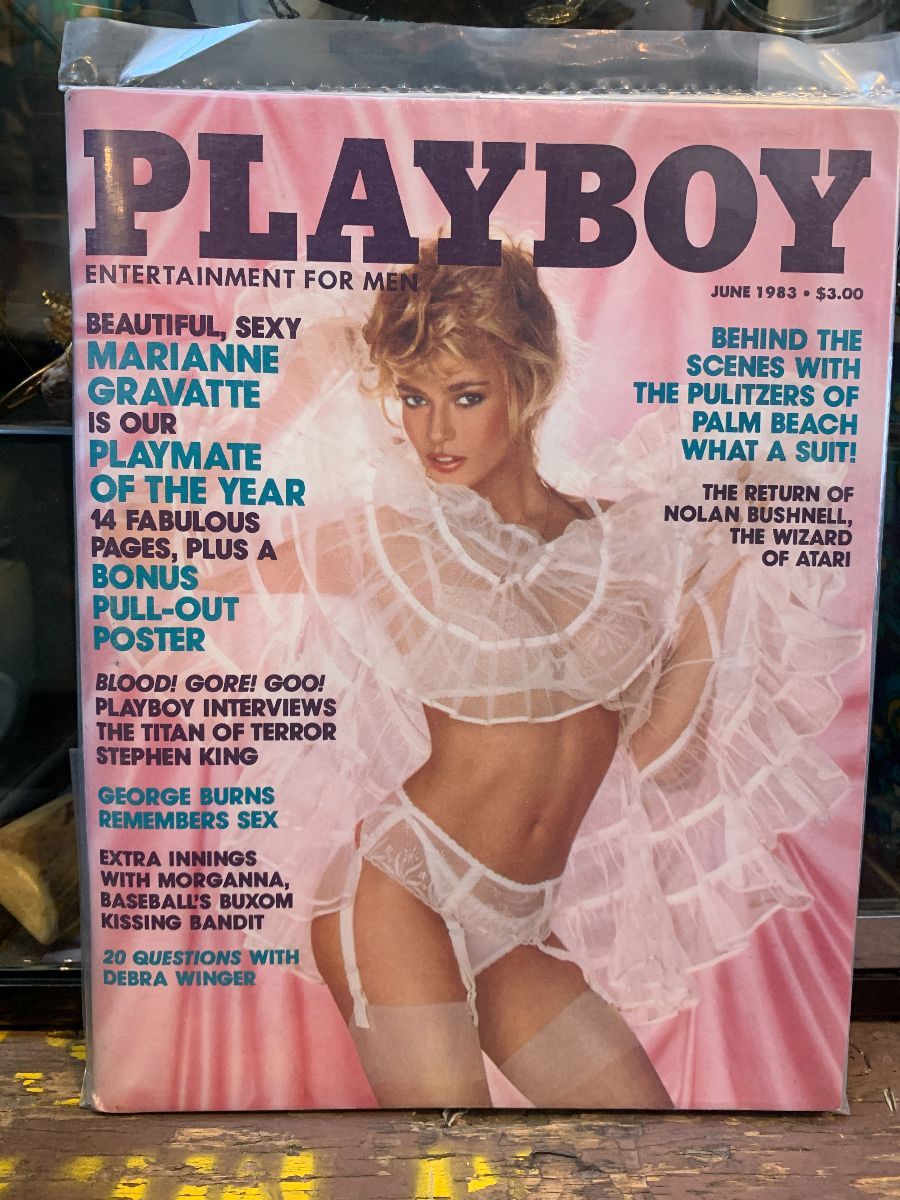 PLAYBOY
ENTERTAINMENT FOR MEN
JUNE 1983 • $3.00
BEAUTIFUL, SEXY
MARIANNE
GRAVATTE
IS OUR
PLAYMATE
OF THE YEAR
14 FABULOUS
PAGES, PLUS A
BONUS
PULL-OUT
POSTER
BLOOD! GORE! GOO!
PLAYBOY INTERVIEWS
THE TITAN OF TERROR
STEPHEN KING
GEORGE BURNS
REMEMBERS SEX
EXTRA INNINGS
WITH MORGANNA,
BASEBALL'S BUXOM
KISSING BANDIT
20 QUESTIONS WITH
DEBRA WINGER
BEHIND THE
SCENES WITH
THE PULITZERS OF
PALM BEACH
WHAT A SUIT!
THE RETURN OF
NOLAN BUSHNELL,
THE WIZARD
OF ATARI